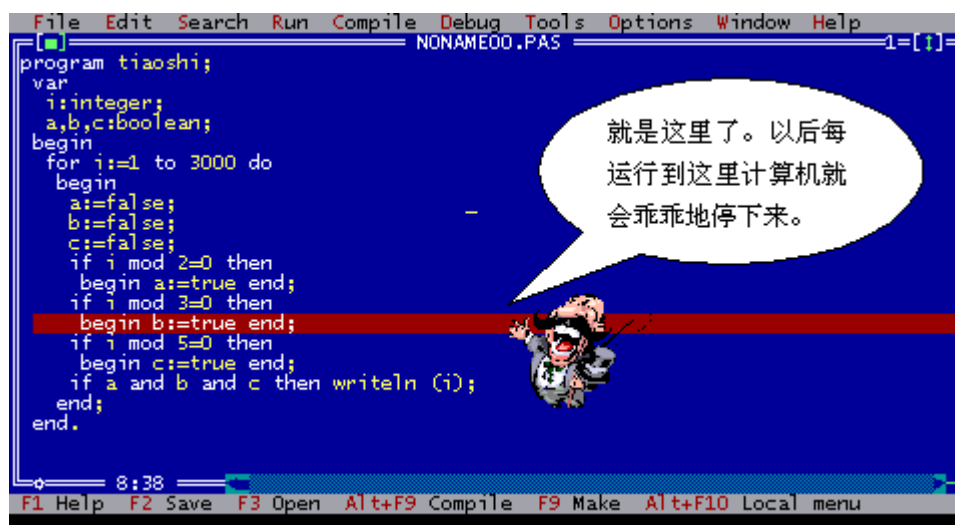 File Edit Search Run Compile Debug Tools Options Window Help
[■] NONAME00.PAS 1=[↕]
program tiaoshi;
var
i:integer;
a,b,c:boolean;
begin
for i:=1 to 3000 do
begin
a:=false;
b:=false;
c:=false;
if i mod 2=0 then
begin a:=true end;
if i mod 3=0 then
begin b:=true end;
if i mod 5=0 then
begin c:=true end;
if a and b and c then writeln (i);
end;
end.
就是这里了。以后每
运行到这里计算机就
会乖乖地停下来。
8:38
F1 Help F2 Save F3 Open Alt+F9 Compile F9 Make Alt+F10 Local menu